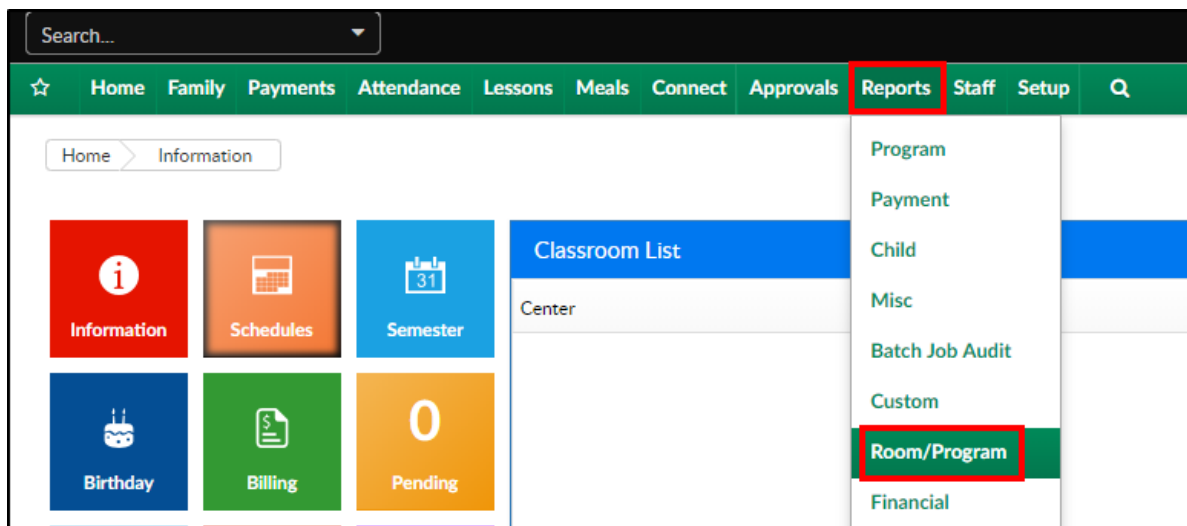 Search...
Home Family Payments Attendance Lessons Meals Connect Approvals Reports Staff Setup
Home Information
Program
Payment
Child
Misc
Batch Job Audit
Custom
Room/Program
Financial
Information
Schedules
31
Semester
Birthday
Billing
0
Pending
Classroom List
Center